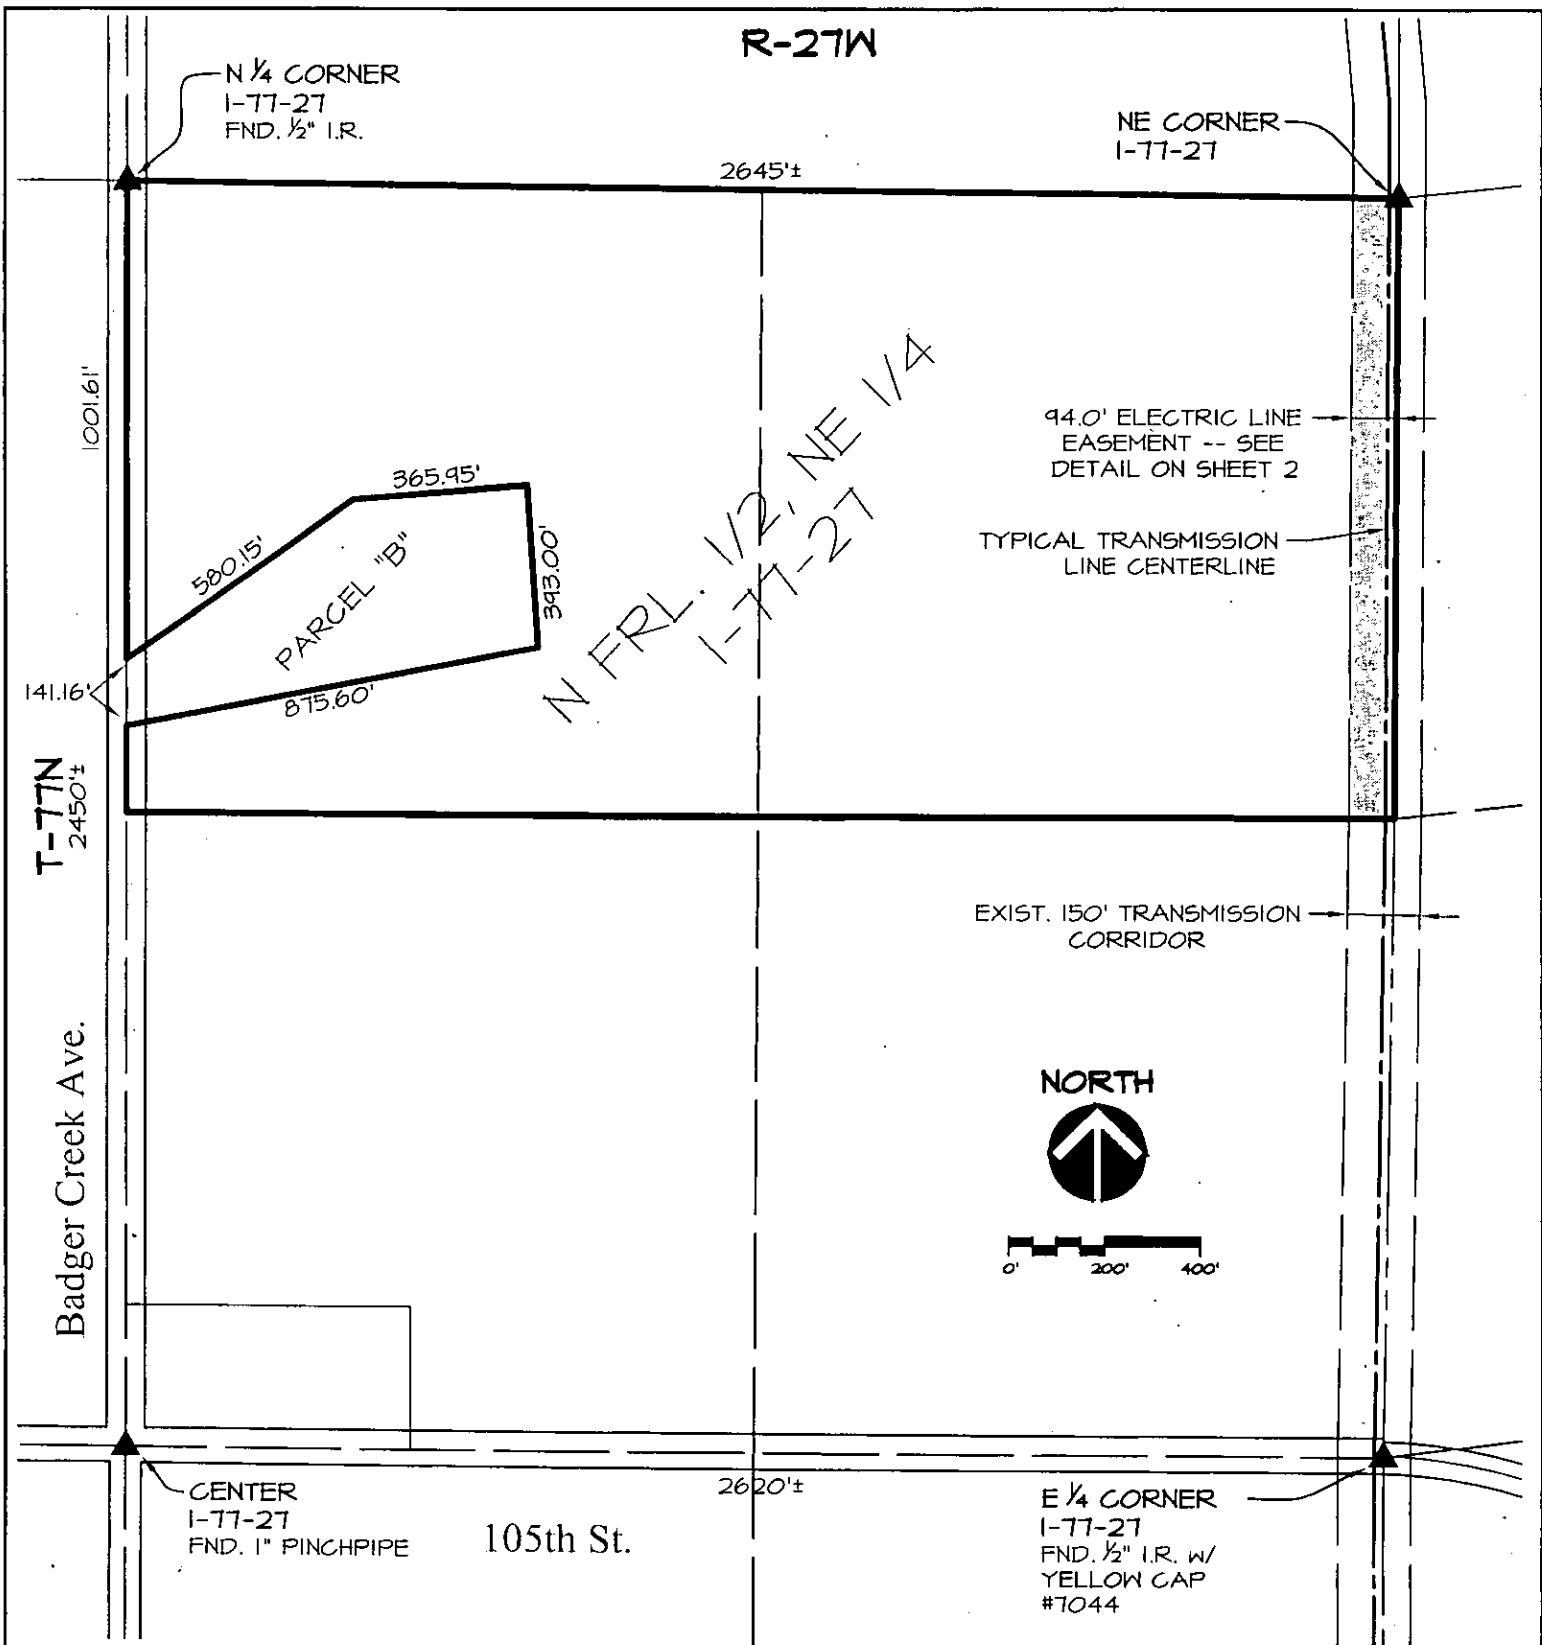 R-27W
N 1/4 CORNER
1-77-27
FND. 1/2" I.R.
NE CORNER
1-77-27
2645'±
1001.61'
94.0' ELECTRIC LINE
EASEMENT -- SEE
DETAIL ON SHEET 2
365.95'
580.15'
PARCEL "B"
393.00'
N FRL. 1/2, NE 1/4
1-77-27
TYPICAL TRANSMISSION
LINE CENTERLINE
141.16'
875.60'
T-77N
2450'±
EXIST. 150' TRANSMISSION
CORRIDOR
Badger Creek Ave.
NORTH
0' 200' 400'
CENTER
1-77-27
FND. 1" PINCHPIPE
105th St.
2620'±
E 1/4 CORNER
1-77-27
FND. 1/2" I.R. W/
YELLOW CAP
#7044